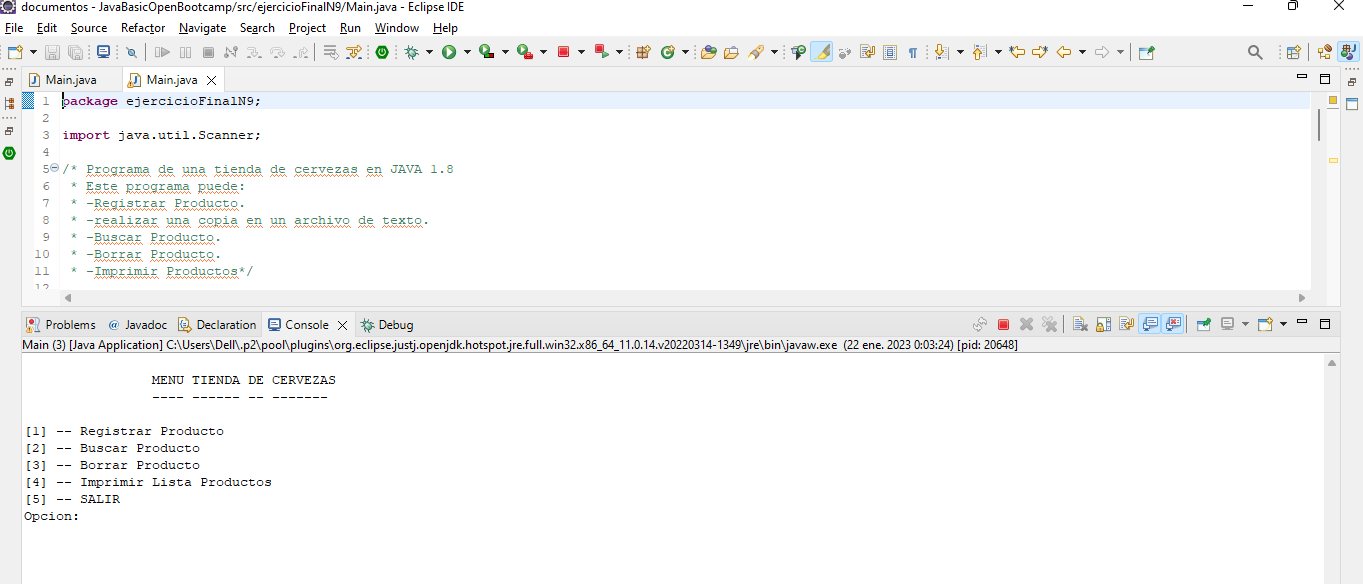 documentos - JavaBasicOpenBootcamp/src/ejercicioFinalN9/Main.java - Eclipse IDE
File Edit Source Refactor Navigate Search Project Run Window Help
Main.java Main.java
1 package ejercicioFinalN9;
2
3 import java.util.Scanner;
4
5 /* Programa de una tienda de cervezas en JAVA 1.8
6 * Este programa puede:
7 * -Registrar Producto.
8 * -realizar una copia en un archivo de texto.
9 * -Buscar Producto.
10 * -Borrar Producto.
11 * -Imprimir Productos*/
12
Problems @ Javadoc Declaration Console Debug
Main (3) [Java Application] C:\Users\Dell\.p2\pool\plugins\org.eclipse.justj.openjdk.hotspot.jre.full.win32.x86_64_11.0.14.v20220314-1349\jre\bin\javaw.exe (22 ene. 2023 0:03:24) [pid: 20648]
MENU TIENDA DE CERVEZAS
---- ------ -- -------
[1] -- Registrar Producto
[2] -- Buscar Producto
[3] -- Borrar Producto
[4] -- Imprimir Lista Productos
[5] -- SALIR
Opcion: